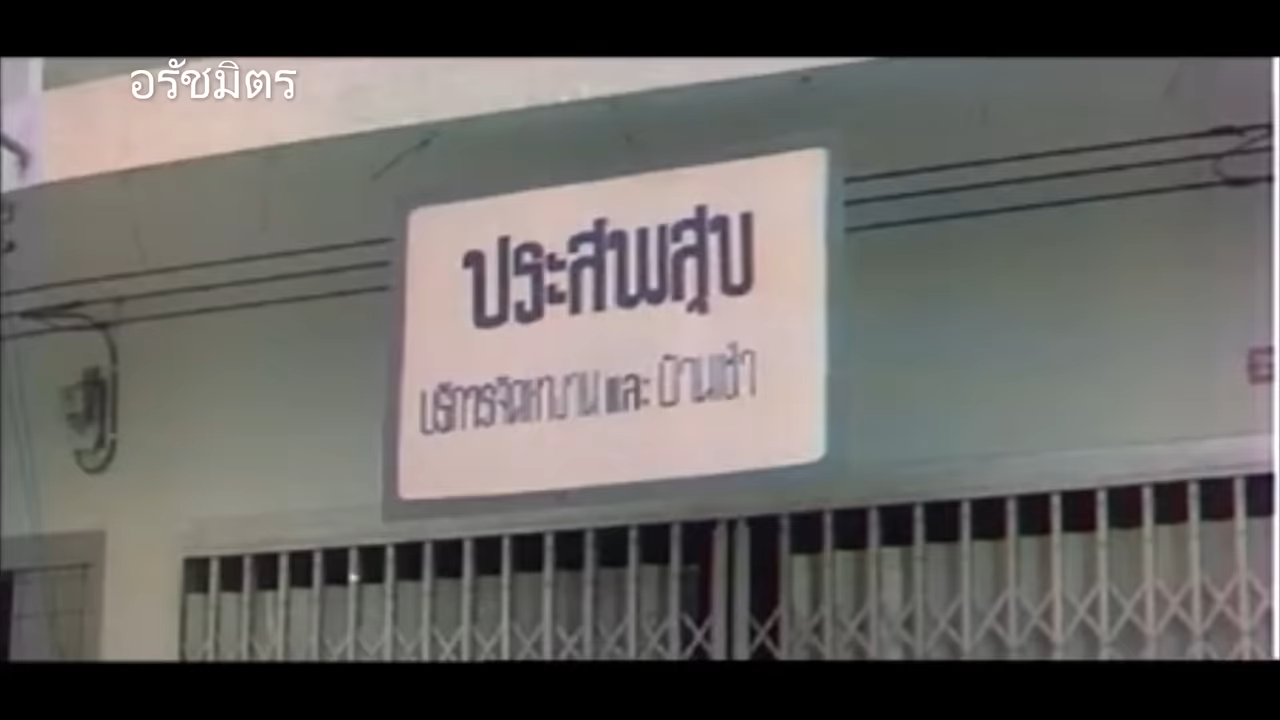 อรัชมิตร
ประสพสุข
บริการจัดหางาน และ บ้านเช่า